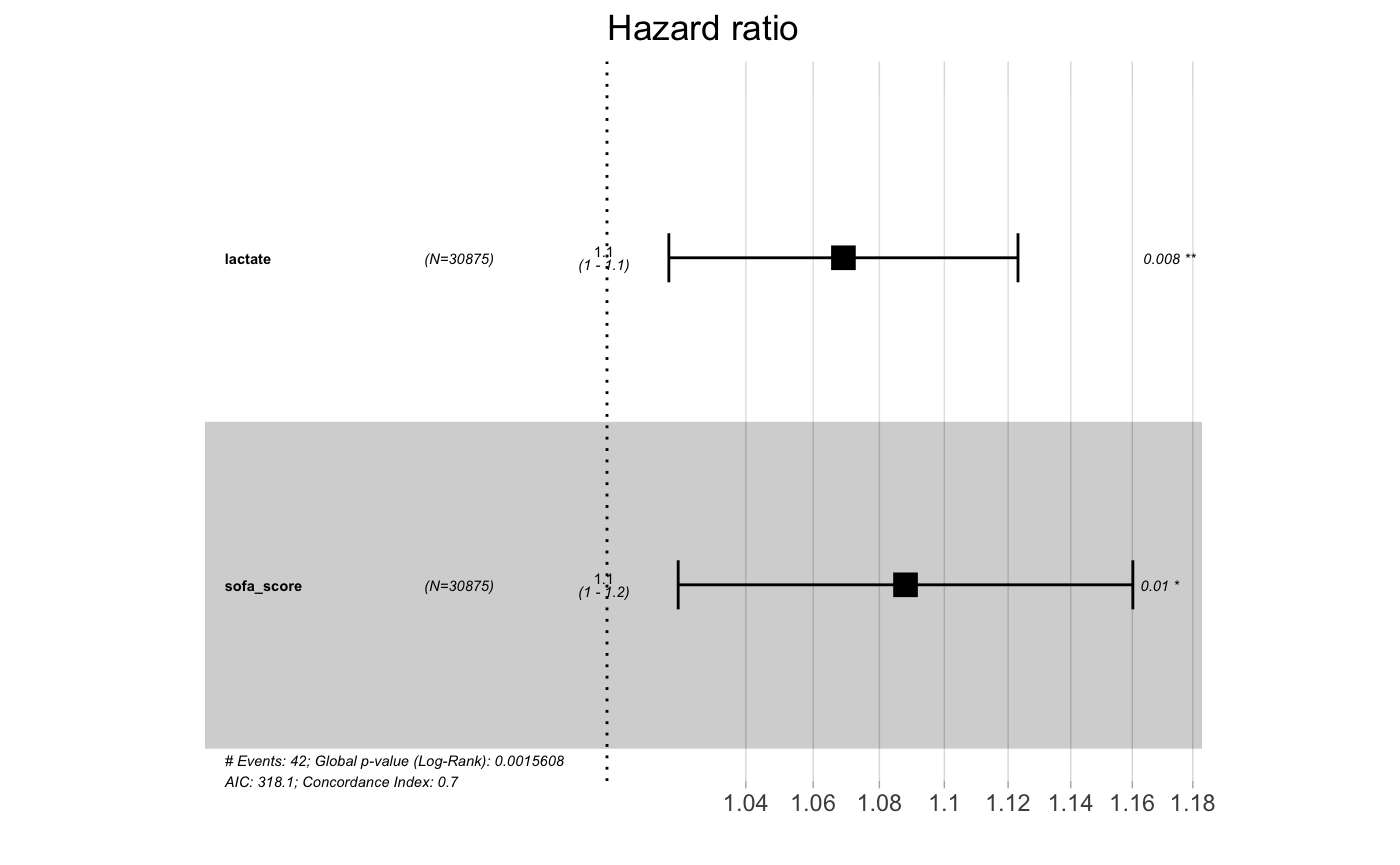 Hazard ratio
lactate (N=30875) 1.1 0.008 **
(1 - 1.1)
sofa_score (N=30875) 1.1 0.01 *
(1 - 1.2)
# Events: 42; Global p-value (Log-Rank): 0.0015608
AIC: 318.1; Concordance Index: 0.7
1.04 1.06 1.08 1.1 1.12 1.14 1.16 1.18